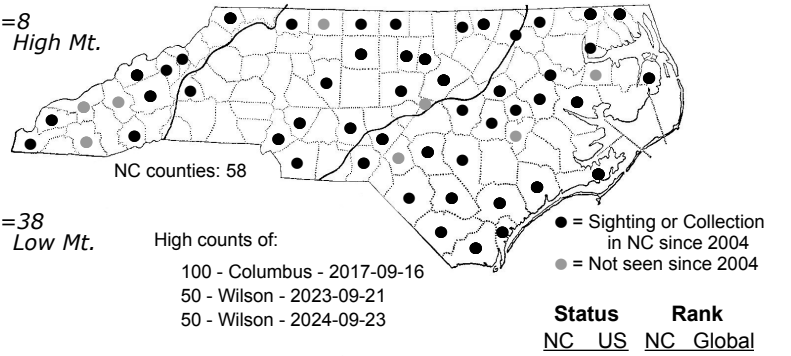 =8
High Mt.
NC counties: 58
=38
Low Mt.
High counts of:
100 - Columbus - 2017-09-16
50 - Wilson - 2023-09-21
50 - Wilson - 2024-09-23
= Sighting or Collection
in NC since 2004
= Not seen since 2004
Status Rank
NC US NC Global